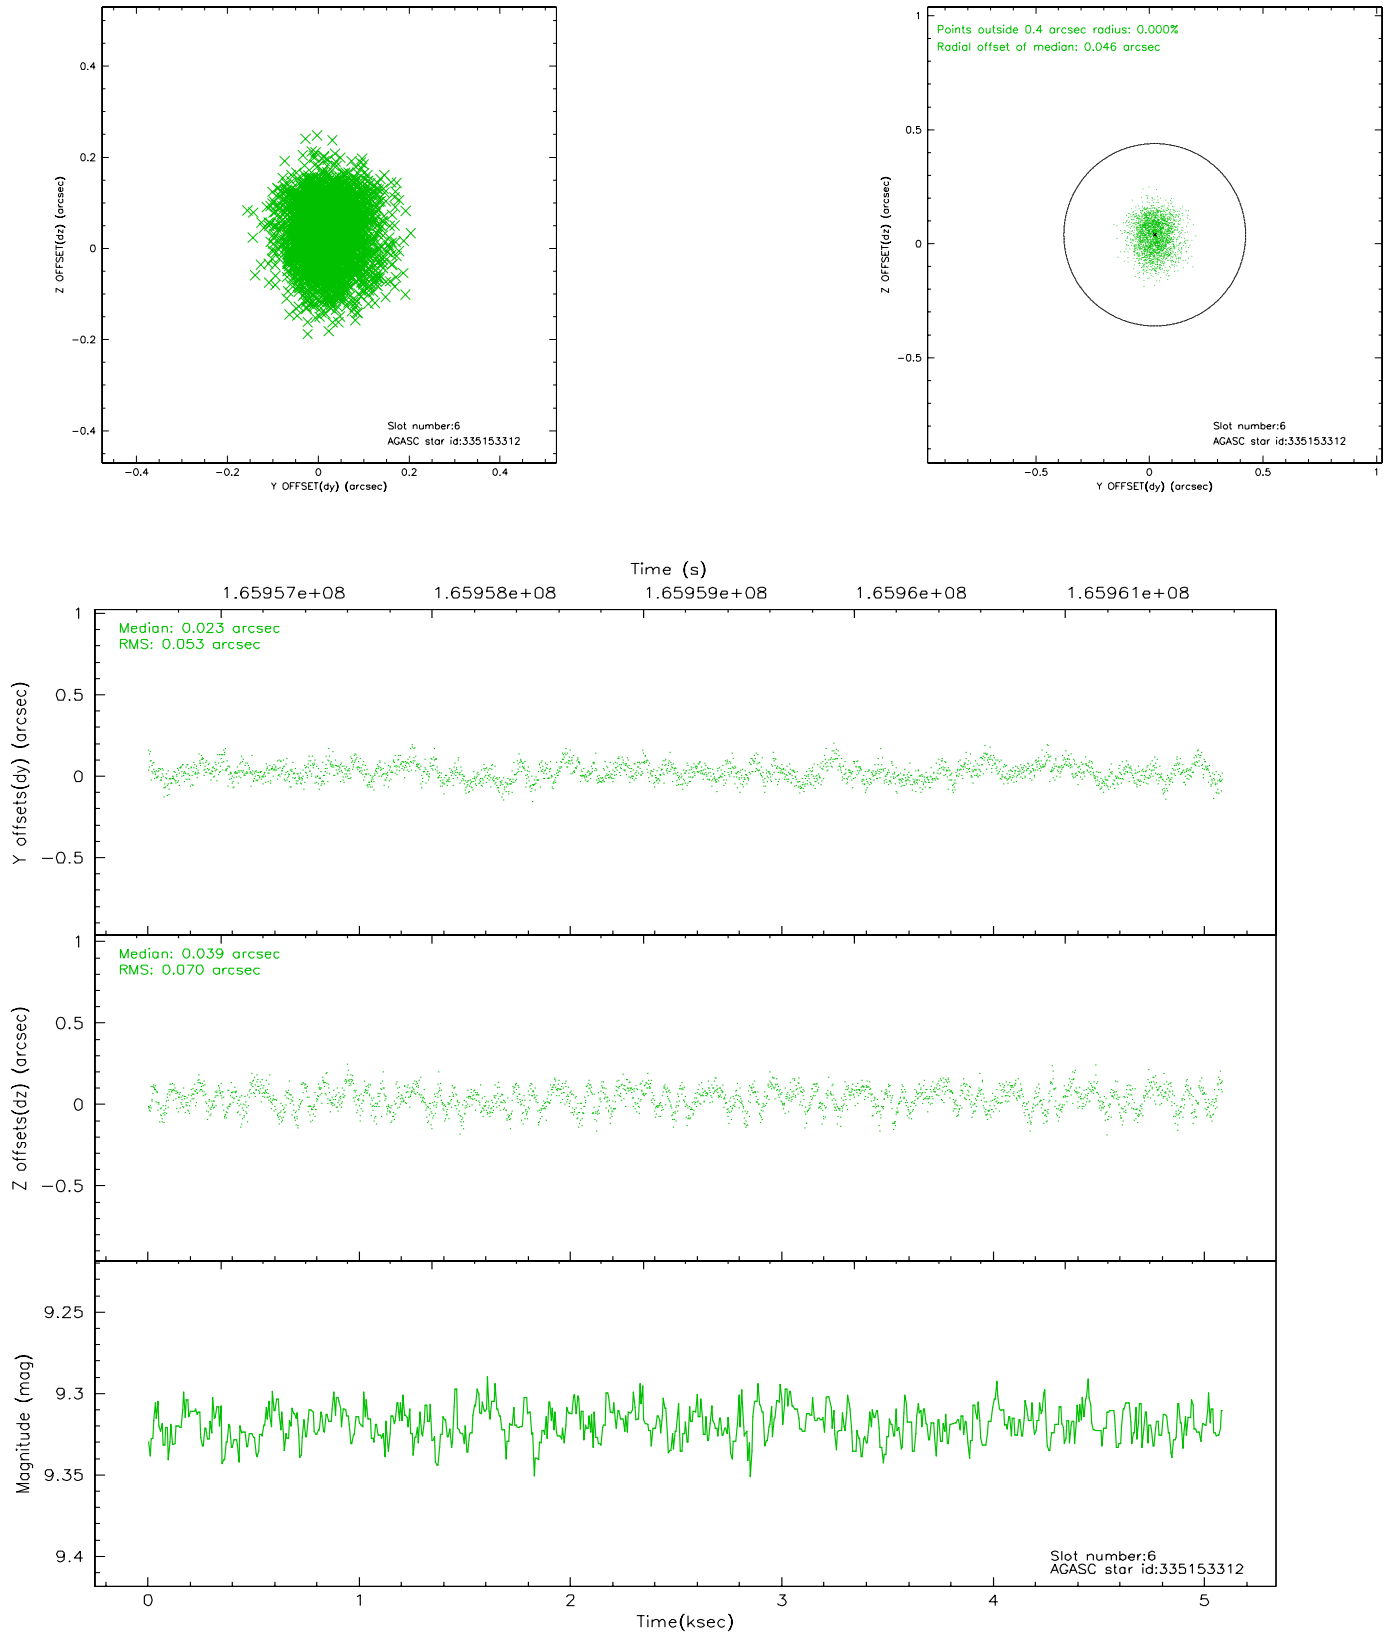 0.4
0.2
0
−0.2
−0.4
Z OFFSET(dz) (arcsec)
Slot number:6
AGASC star id:335153312
−0.4 −0.2 0 0.2 0.4
Y OFFSET(dy) (arcsec)
Points outside 0.4 arcsec radius: 0.000%
Radial offset of median: 0.046 arcsec
1
0.5
0
−0.5
Z OFFSET(dz) (arcsec)
Slot number:6
AGASC star id:335153312
−0.5 0 0.5 1
Y OFFSET(dy) (arcsec)
Time (s)
1.65957e+08 1.65958e+08 1.65959e+08 1.6596e+08 1.65961e+08
Median: 0.023 arcsec
RMS: 0.053 arcsec
1
0.5
0
−0.5
Y offsets(dy) (arcsec)
Median: 0.039 arcsec
RMS: 0.070 arcsec
1
0.5
0
−0.5
Z offsets(dz) (arcsec)
9.25
9.3
9.35
9.4
Magnitude (mag)
Slot number:6
AGASC star id:335153312
0 1 2 3 4 5
Time(ksec)